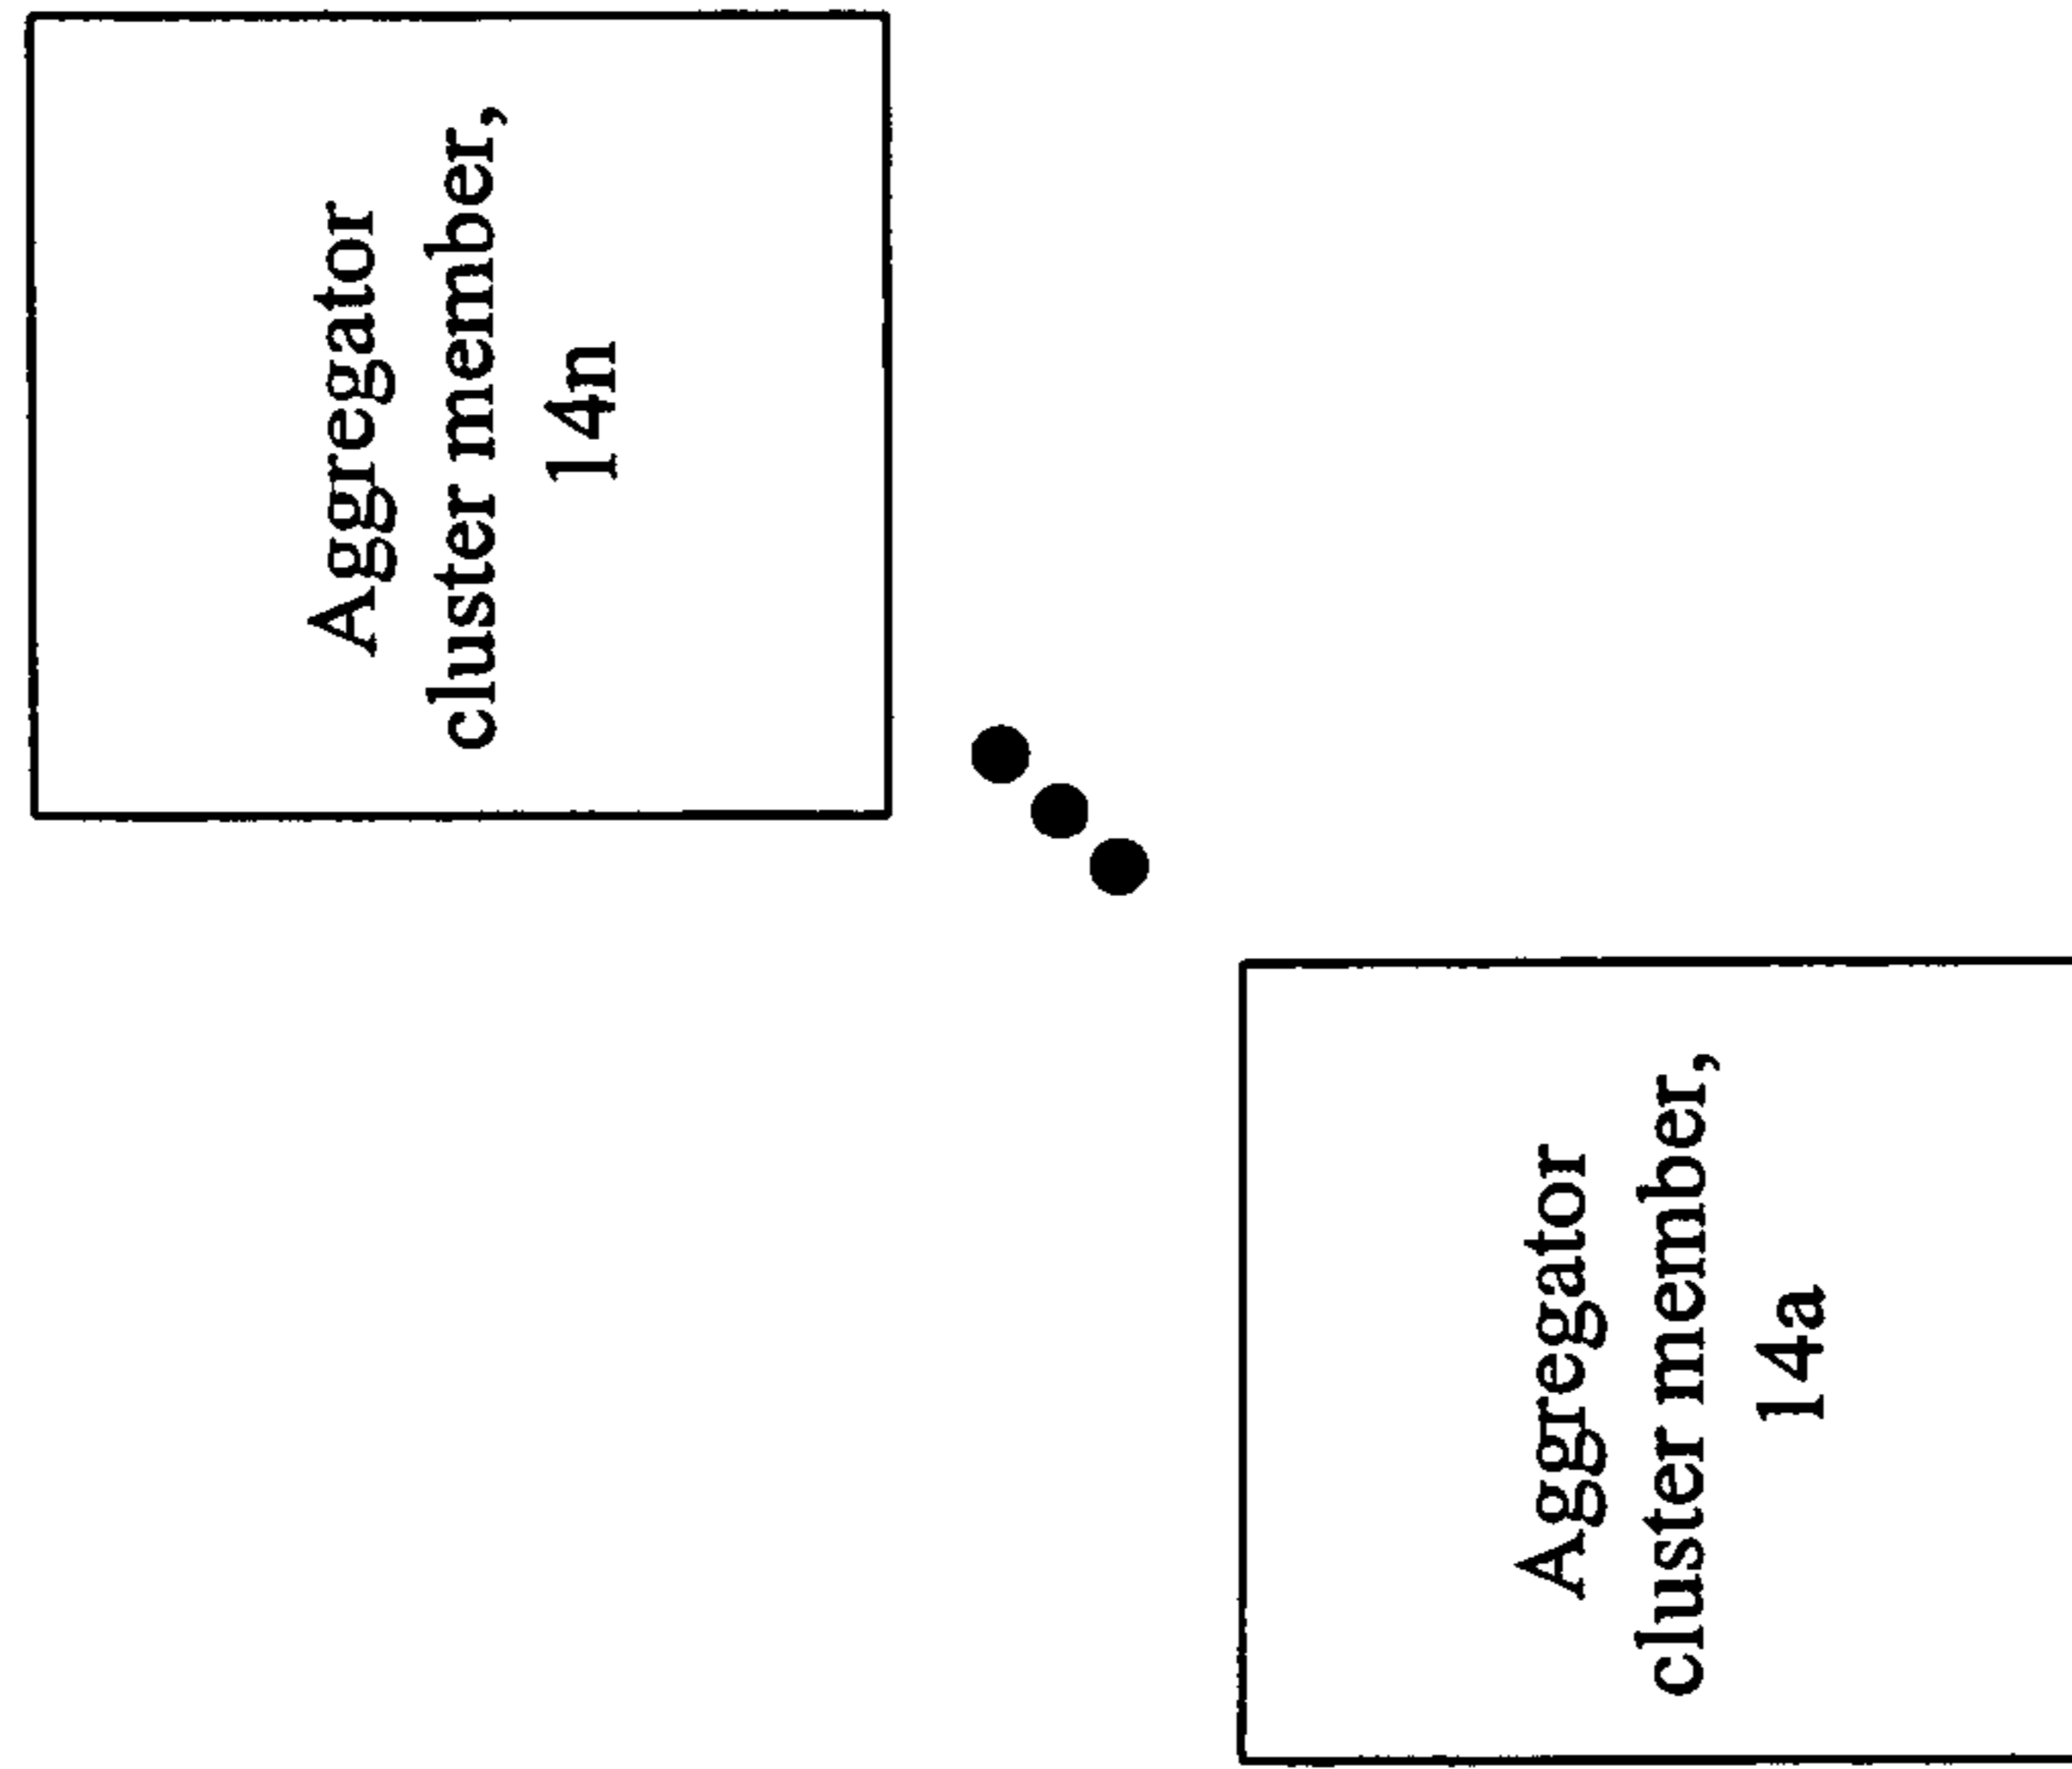 Aggregator
cluster member,
14n
Aggregator
cluster member,
14a